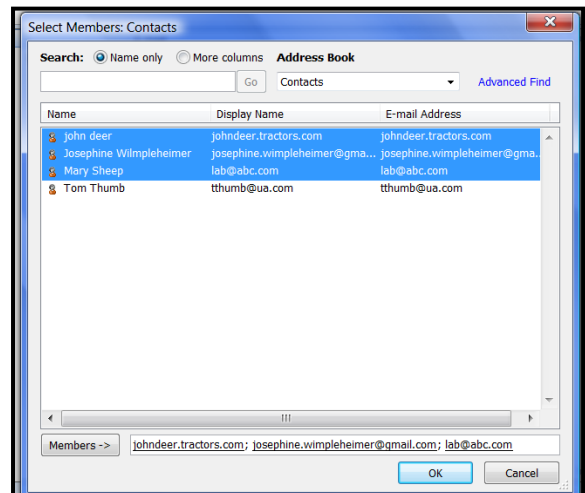 Select Members: Contacts
Search: Name only More columns Address Book
Go Contacts Advanced Find
Name Display Name E-mail Address
john deer johndeer.tractors.com johndeer.tractors.com
Josephine Wilmpleheimer josephine.wimpleheimer@gma... josephine.wimpleheimer@gma...
Mary Sheep lab@abc.com lab@abc.com
Tom Thumb tthumb@ua.com tthumb@ua.com
Members -> johndeer.tractors.com; josephine.wimpleheimer@gmail.com; lab@abc.com
OK Cancel